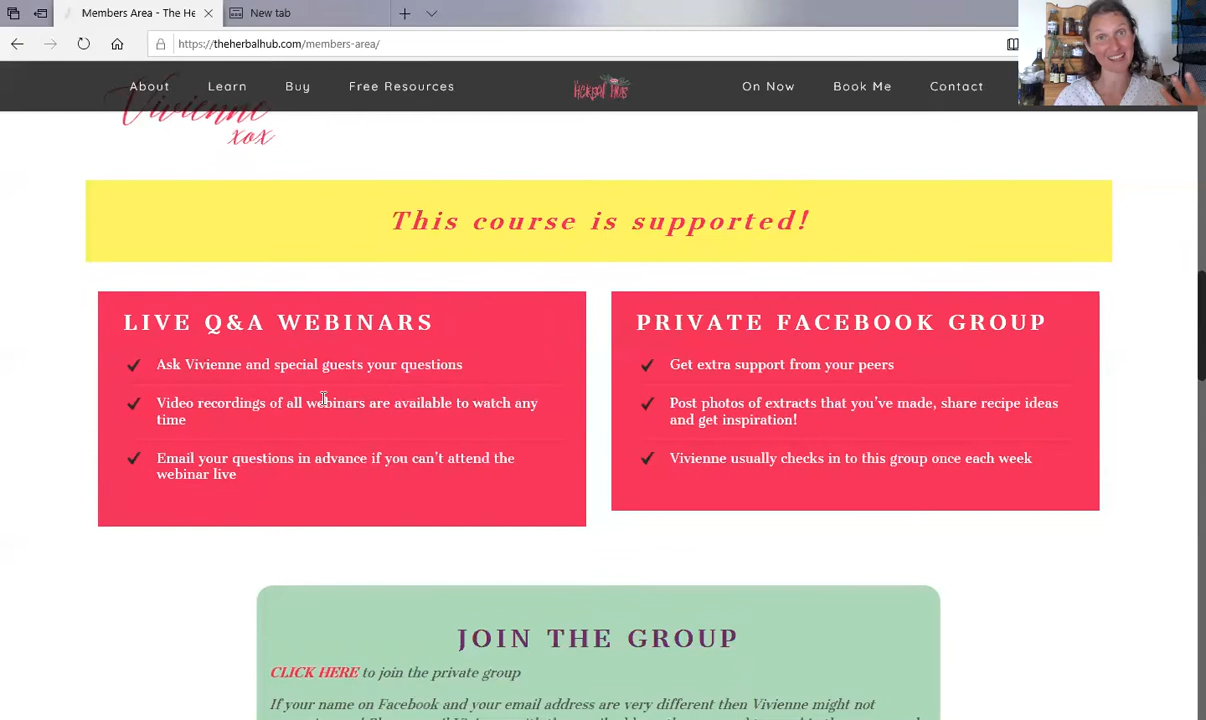 Members Area - The He
New tab
https://theherbalhub.com/members-area/
About
Learn
Buy
Free Resources
Herbal Hub
On Now
Book Me
Contact
Vivienne
xox
This course is supported!
LIVE Q&A WEBINARS
Ask Vivienne and special guests your questions
Video recordings of all webinars are available to watch any
time
Email your questions in advance if you can't attend the
webinar live
PRIVATE FACEBOOK GROUP
Get extra support from your peers
Post photos of extracts that you've made, share recipe ideas
and get inspiration!
Vivienne usually checks in to this group once each week
JOIN THE GROUP
CLICK HERE to join the private group
If your name on Facebook and your email address are very different then Vivienne might not